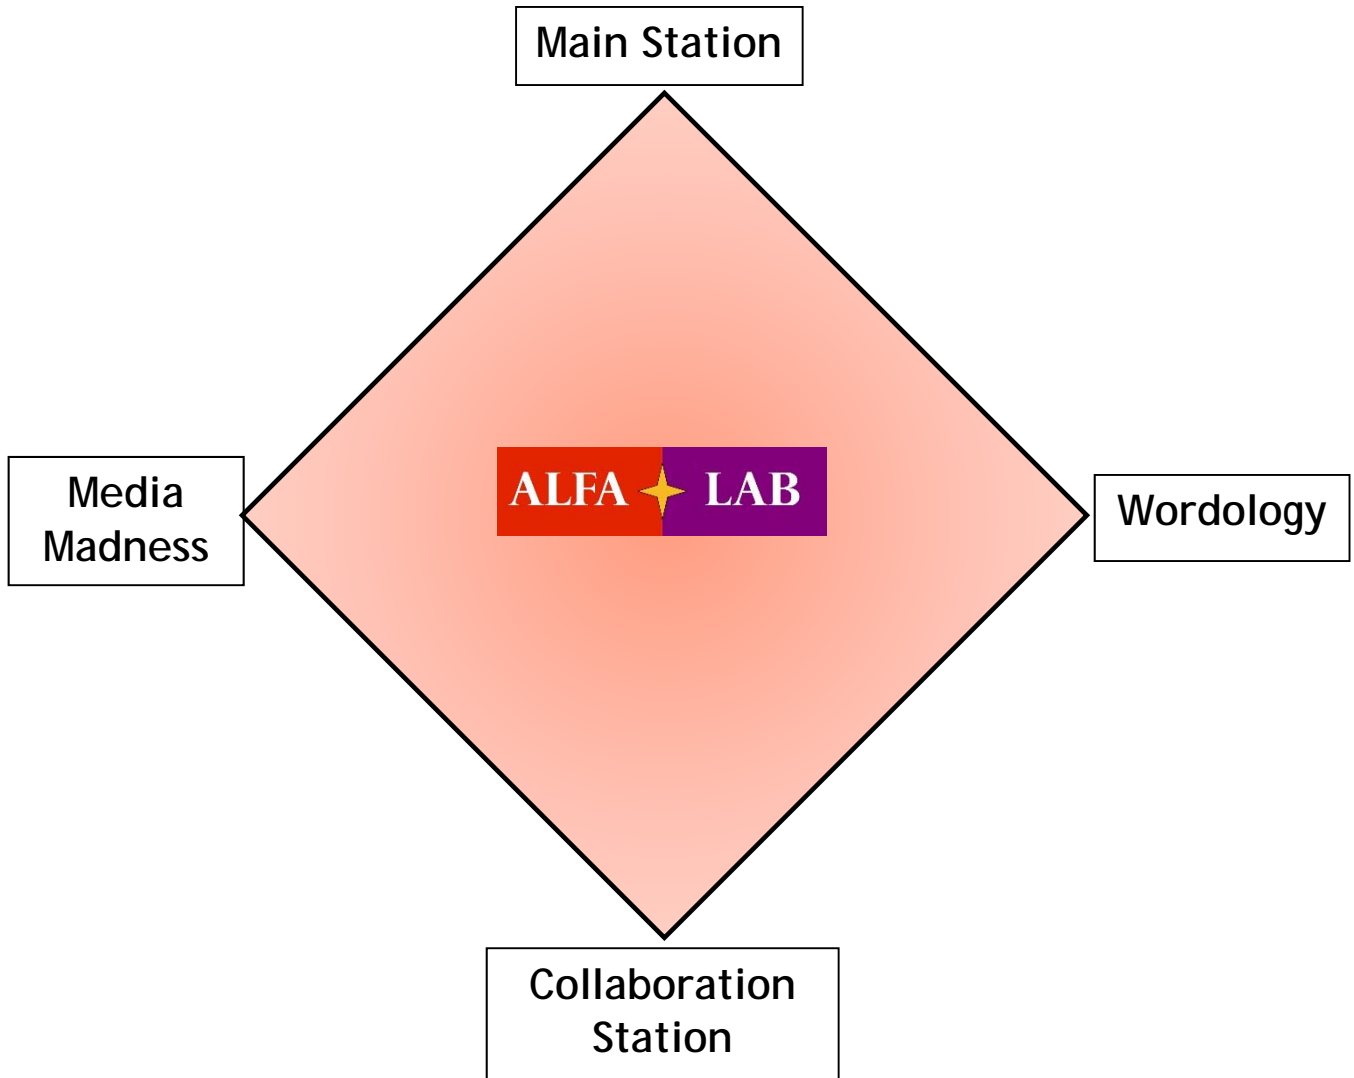 Main Station
ALFA LAB
Media
Madness
Wordology
Collaboration
Station